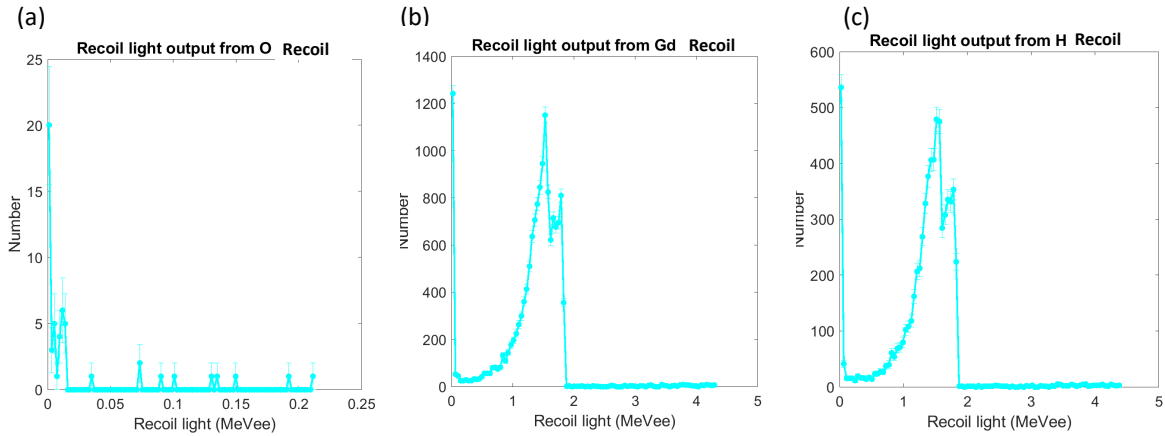 (a)
Recoil light output from O Recoil
25
20
15
10
5
0
Number
0 0.05 0.1 0.15 0.2 0.25
Recoil light (MeVee)
(b)
Recoil light output from Gd Recoil
1400
1200
1000
800
600
400
200
0
Number
0 1 2 3 4 5
Recoil light (MeVee)
(c)
Recoil light output from H Recoil
600
500
400
300
200
100
0
Number
0 1 2 3 4 5
Recoil light (MeVee)